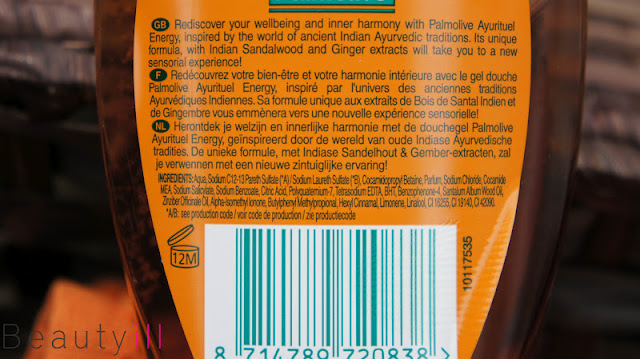 GB Rediscover your wellbeing and inner harmony with Palmolive Ayurituel
Energy, inspired by the world of ancient Indian Ayurvedic traditions. Its unique
formula, with Indian Sandalwood and Ginger extracts will take you to a new
sensorial experience!
F Redécouvrez votre bien-être et votre harmonie intérieure avec le gel douche
Palmolive Ayurituel Energy, inspiré par l'univers des anciennes traditions
Ayurvédiques Indiennes. Sa formule unique aux extraits de Bois de Santal Indien et
de Gingembre vous emmènera vers une nouvelle expérience sensorielle!
NL Herontdek je welzijn en innerlijke harmonie met de douchegel Palmolive
Ayurituel Energy, geïnspireerd door de wereld van oude Indiase Ayurvedische
tradities. De unieke formule, met Indiase Sandelhout & Gember-extracten, zal
je verwennen met een nieuwe zintuiglijke ervaring!
INGREDIENTS: Aqua, Sodium C12-13 Pareth Sulfate (*A) / Sodium Laureth Sulfate (*B), Cocamidopropyl Betaine, Parfum, Sodium Chloride, Cocamide
MEA, Sodium Salicylate, Sodium Benzoate, Citric Acid, Polyquaternium-7, Tetrasodium EDTA, BHT, Benzophenone-4, Santalum Album Wood Oil,
Zinziber Officinale Oil, Alpha-Isomethyl Ionone, Butylphenyl Methylpropional, Hexyl Cinnamal, Limonene, Linalool, CI 16255, CI 19140, CI 42090.
*A/B: see production code / voir code de production / zie productiecode
12M
10117535
8 714789 720838 >
Beautyill